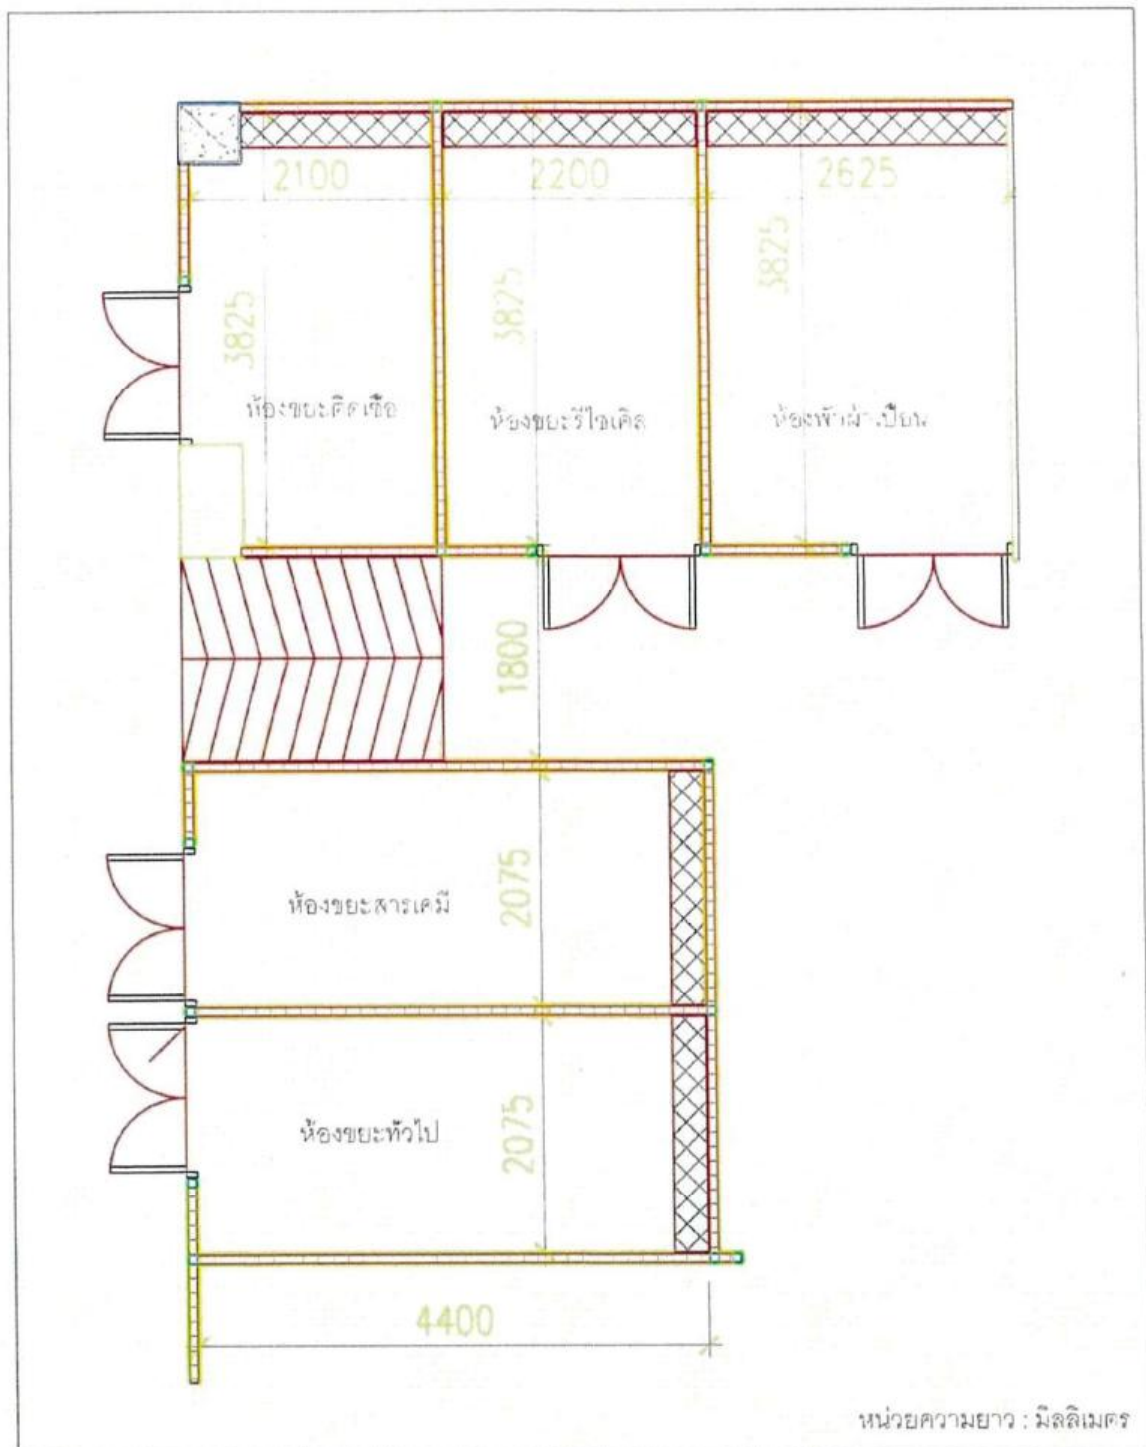 2100
2200
2625
3825
3825
3825
ห้องขยะติดเชื้อ
ห้องขยะรีไซเคิล
ห้องพักผ้าเปื้อน
1800
ห้องขยะสารเคมี
2075
ห้องขยะทั่วไป
2075
4400
หน่วยความยาว : มิลลิเมตร